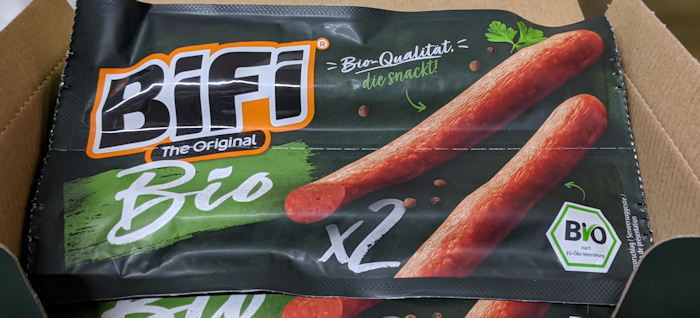 BiFi®
The Original
Bio
Bio-Qualität,
die snackt!
x2
BiO
nach
EG-Öko-Verordnung